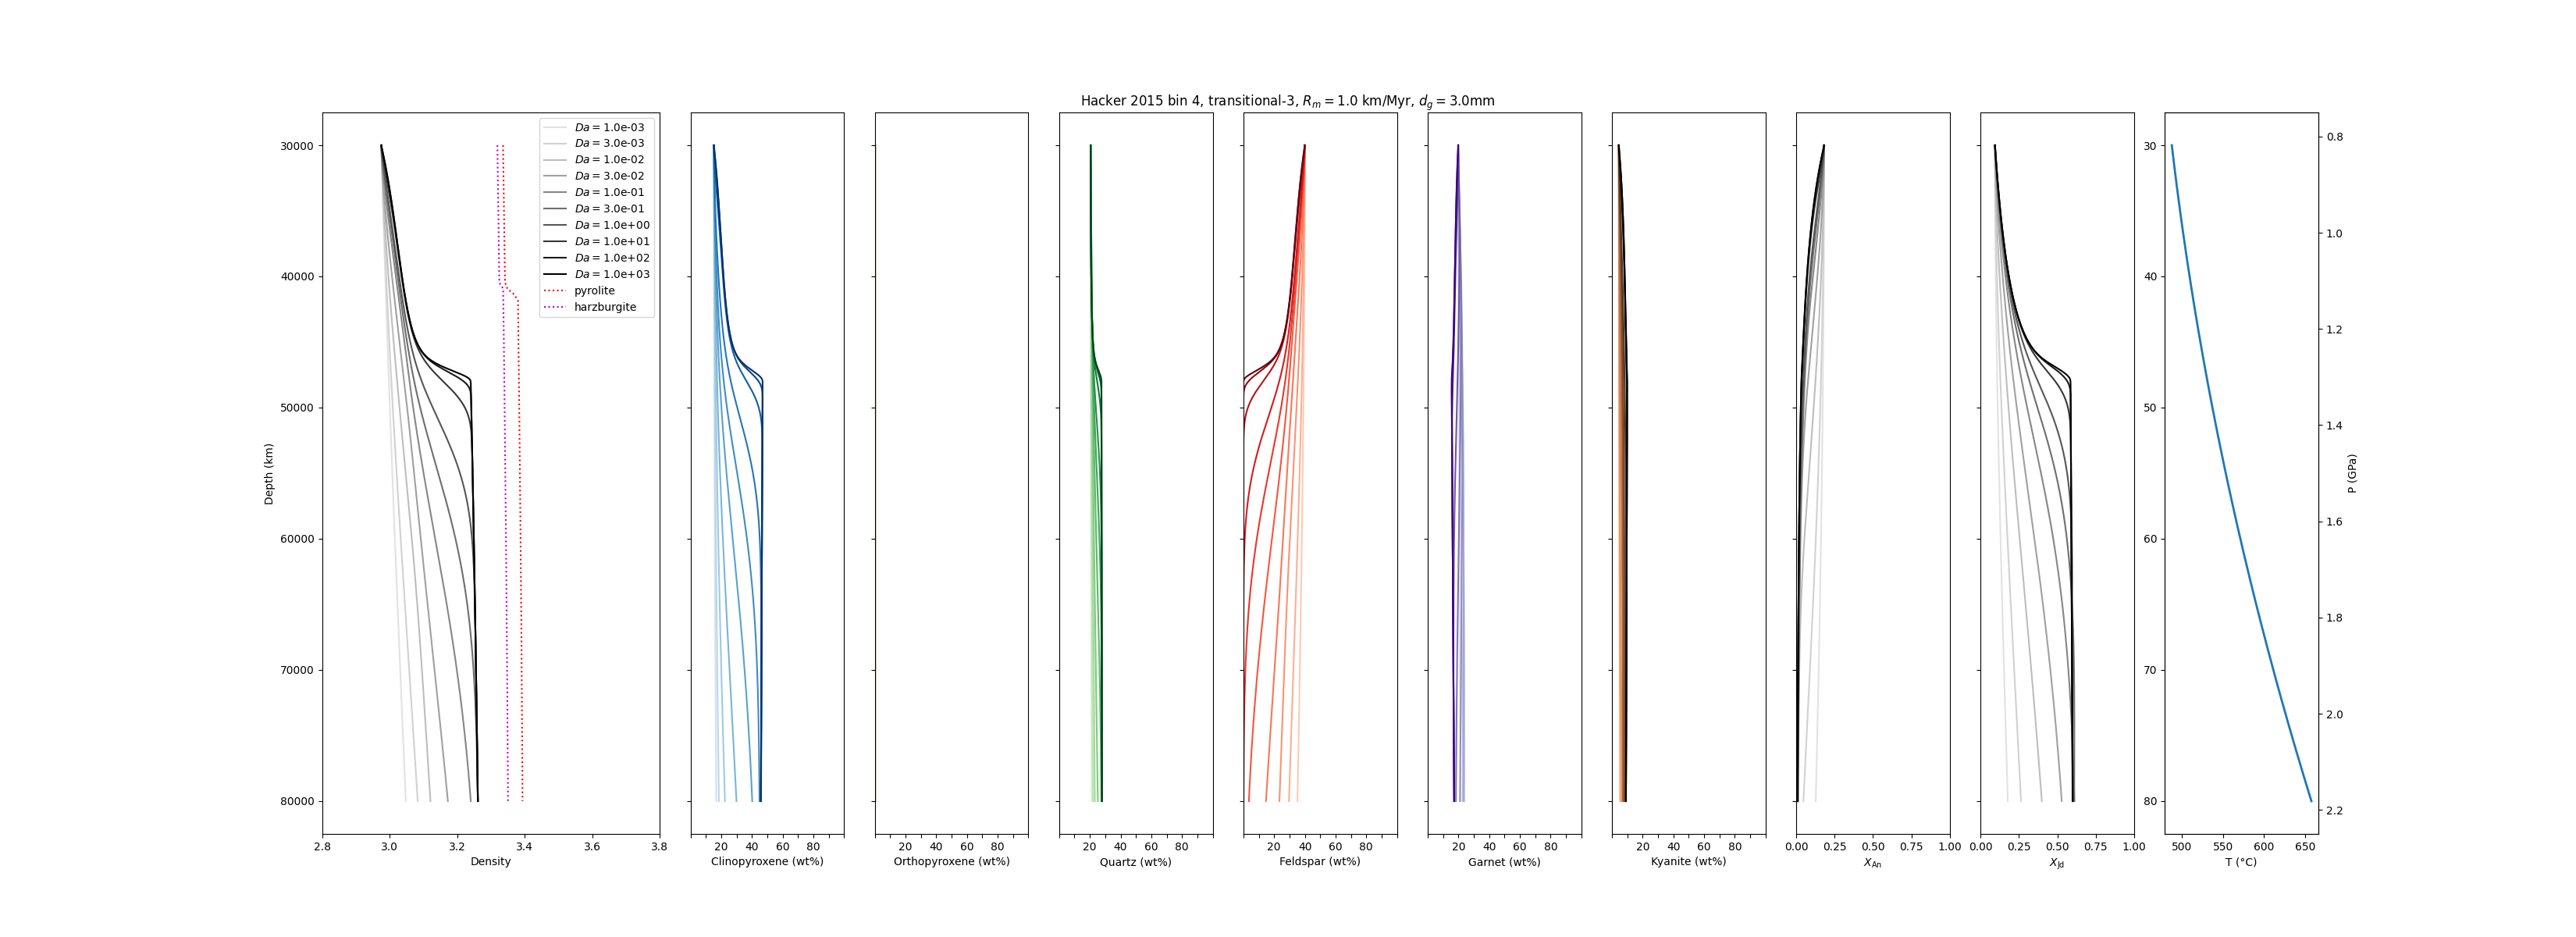 Hacker 2015 bin 4, transitional-3, $R_m = 1.0$ km/Myr, $d_g = 3.0$mm
Depth (km)
30000
40000
50000
60000
70000
80000
2.8 3.0 3.2 3.4 3.6 3.8
Density
Da = 1.0e-03
Da = 3.0e-03
Da = 1.0e-02
Da = 3.0e-02
Da = 1.0e-01
Da = 3.0e-01
Da = 1.0e+00
Da = 1.0e+01
Da = 1.0e+02
Da = 1.0e+03
pyrolite
harzburgite
20 40 60 80
Clinopyroxene (wt%)
20 40 60 80
Orthopyroxene (wt%)
20 40 60 80
Quartz (wt%)
20 40 60 80
Feldspar (wt%)
20 40 60 80
Garnet (wt%)
20 40 60 80
Kyanite (wt%)
0.00 0.25 0.50 0.75 1.00
$X_{An}$
0.00 0.25 0.50 0.75 1.00
$X_{Jd}$
30
40
50
60
70
80
500 550 600 650
T (°C)
0.8
1.0
1.2
1.4
1.6
1.8
2.0
2.2
P (GPa)